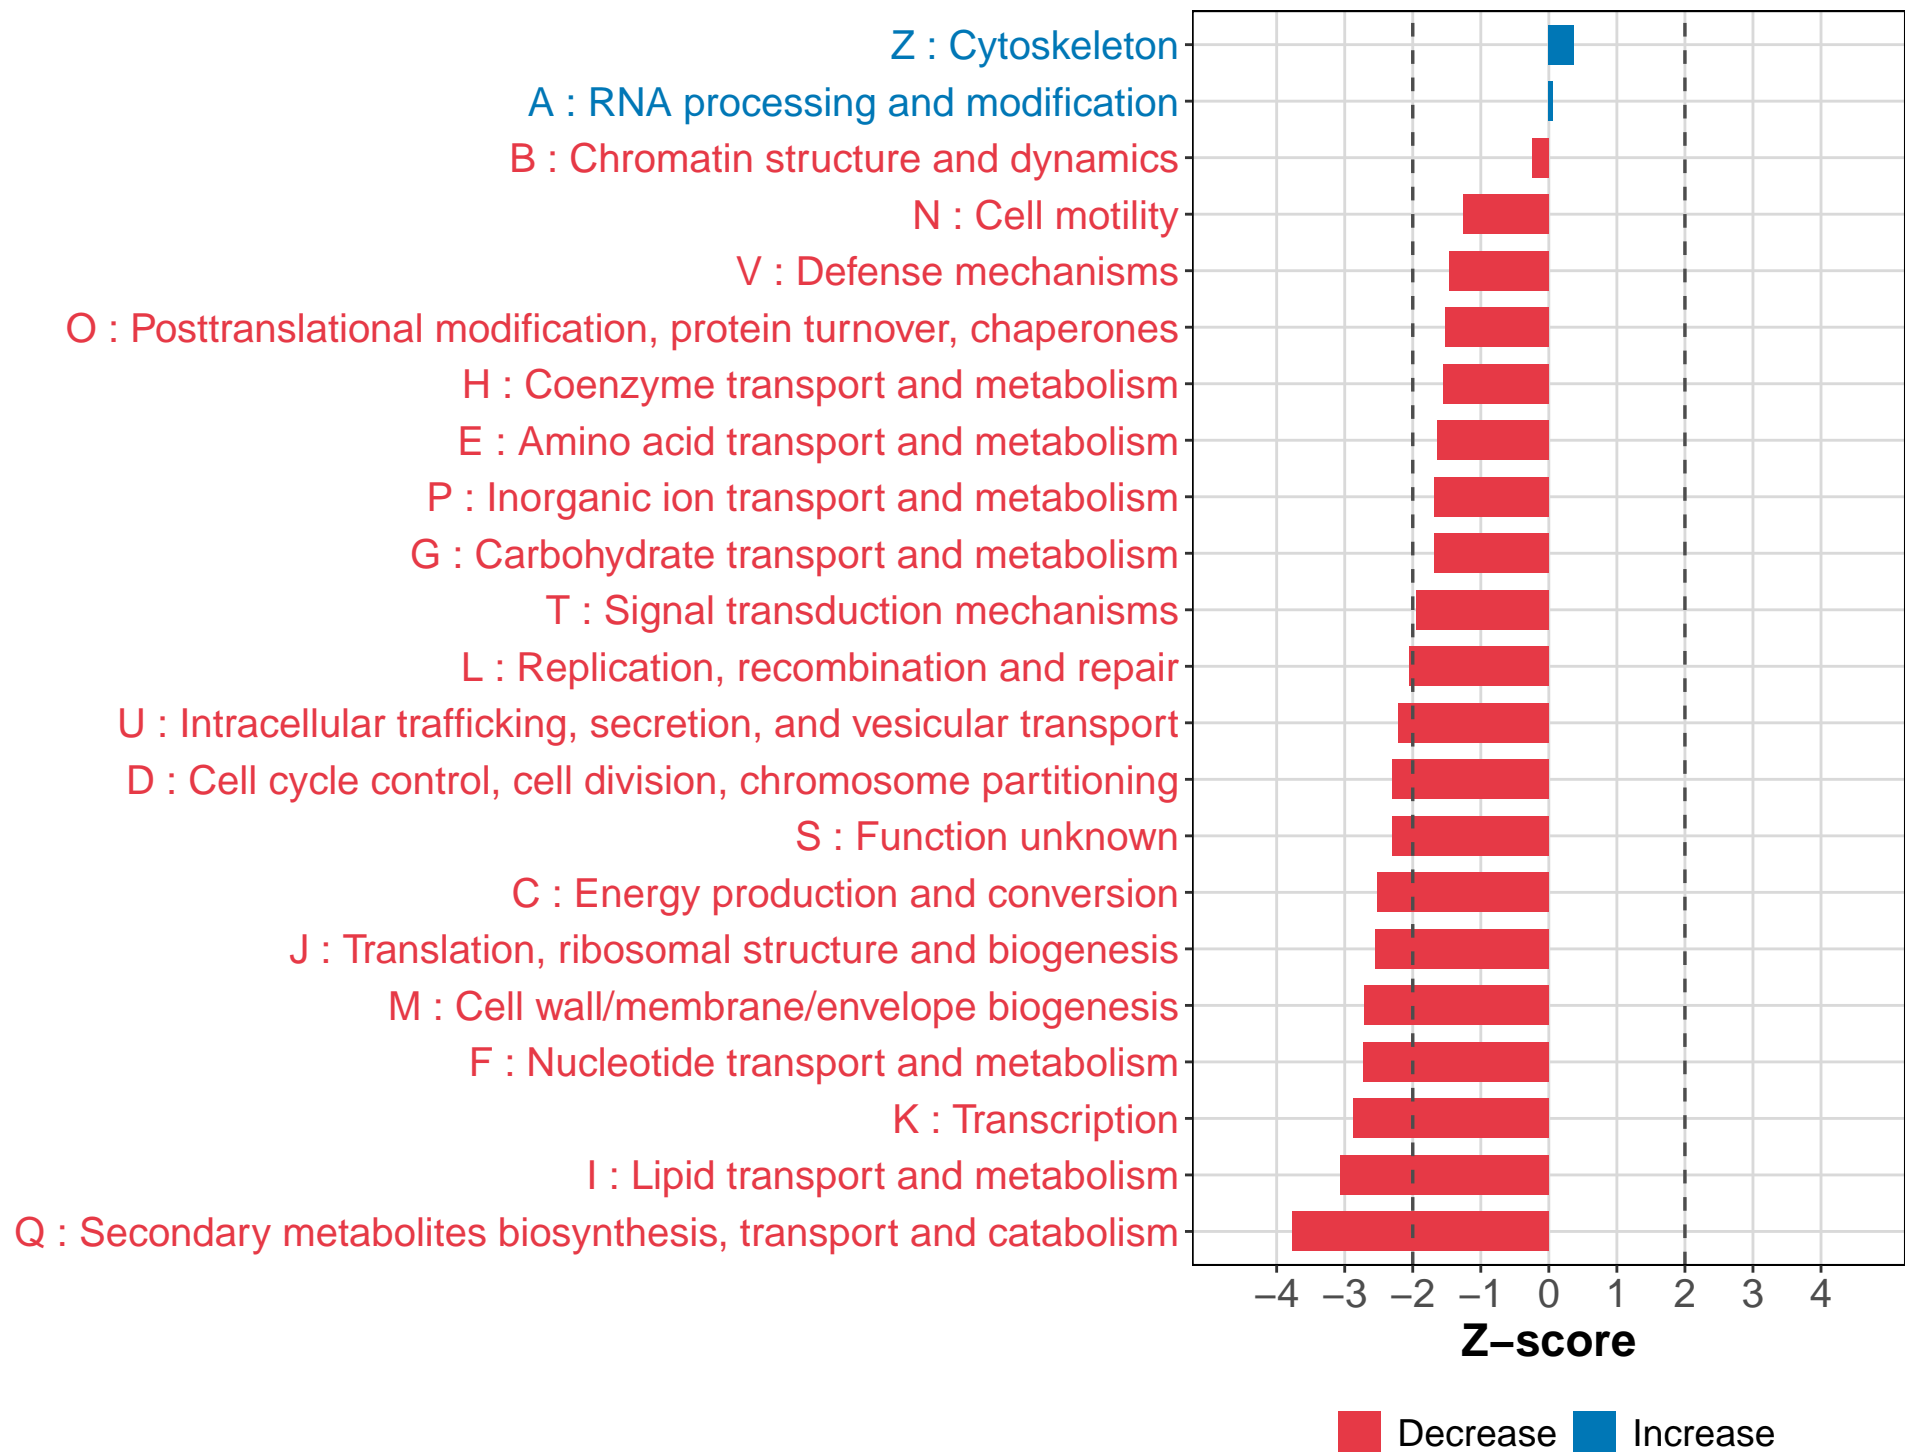 Z : Cytoskeleton
A : RNA processing and modification
B : Chromatin structure and dynamics
N : Cell motility
V : Defense mechanisms
O : Posttranslational modification, protein turnover, chaperones
H : Coenzyme transport and metabolism
E : Amino acid transport and metabolism
P : Inorganic ion transport and metabolism
G : Carbohydrate transport and metabolism
T : Signal transduction mechanisms
L : Replication, recombination and repair
U : Intracellular trafficking, secretion, and vesicular transport
D : Cell cycle control, cell division, chromosome partitioning
S : Function unknown
C : Energy production and conversion
J : Translation, ribosomal structure and biogenesis
M : Cell wall/membrane/envelope biogenesis
F : Nucleotide transport and metabolism
K : Transcription
I : Lipid transport and metabolism
Q : Secondary metabolites biosynthesis, transport and catabolism
−4 −3 −2 −1 0 1 2 3 4
Z−score
Decrease Increase